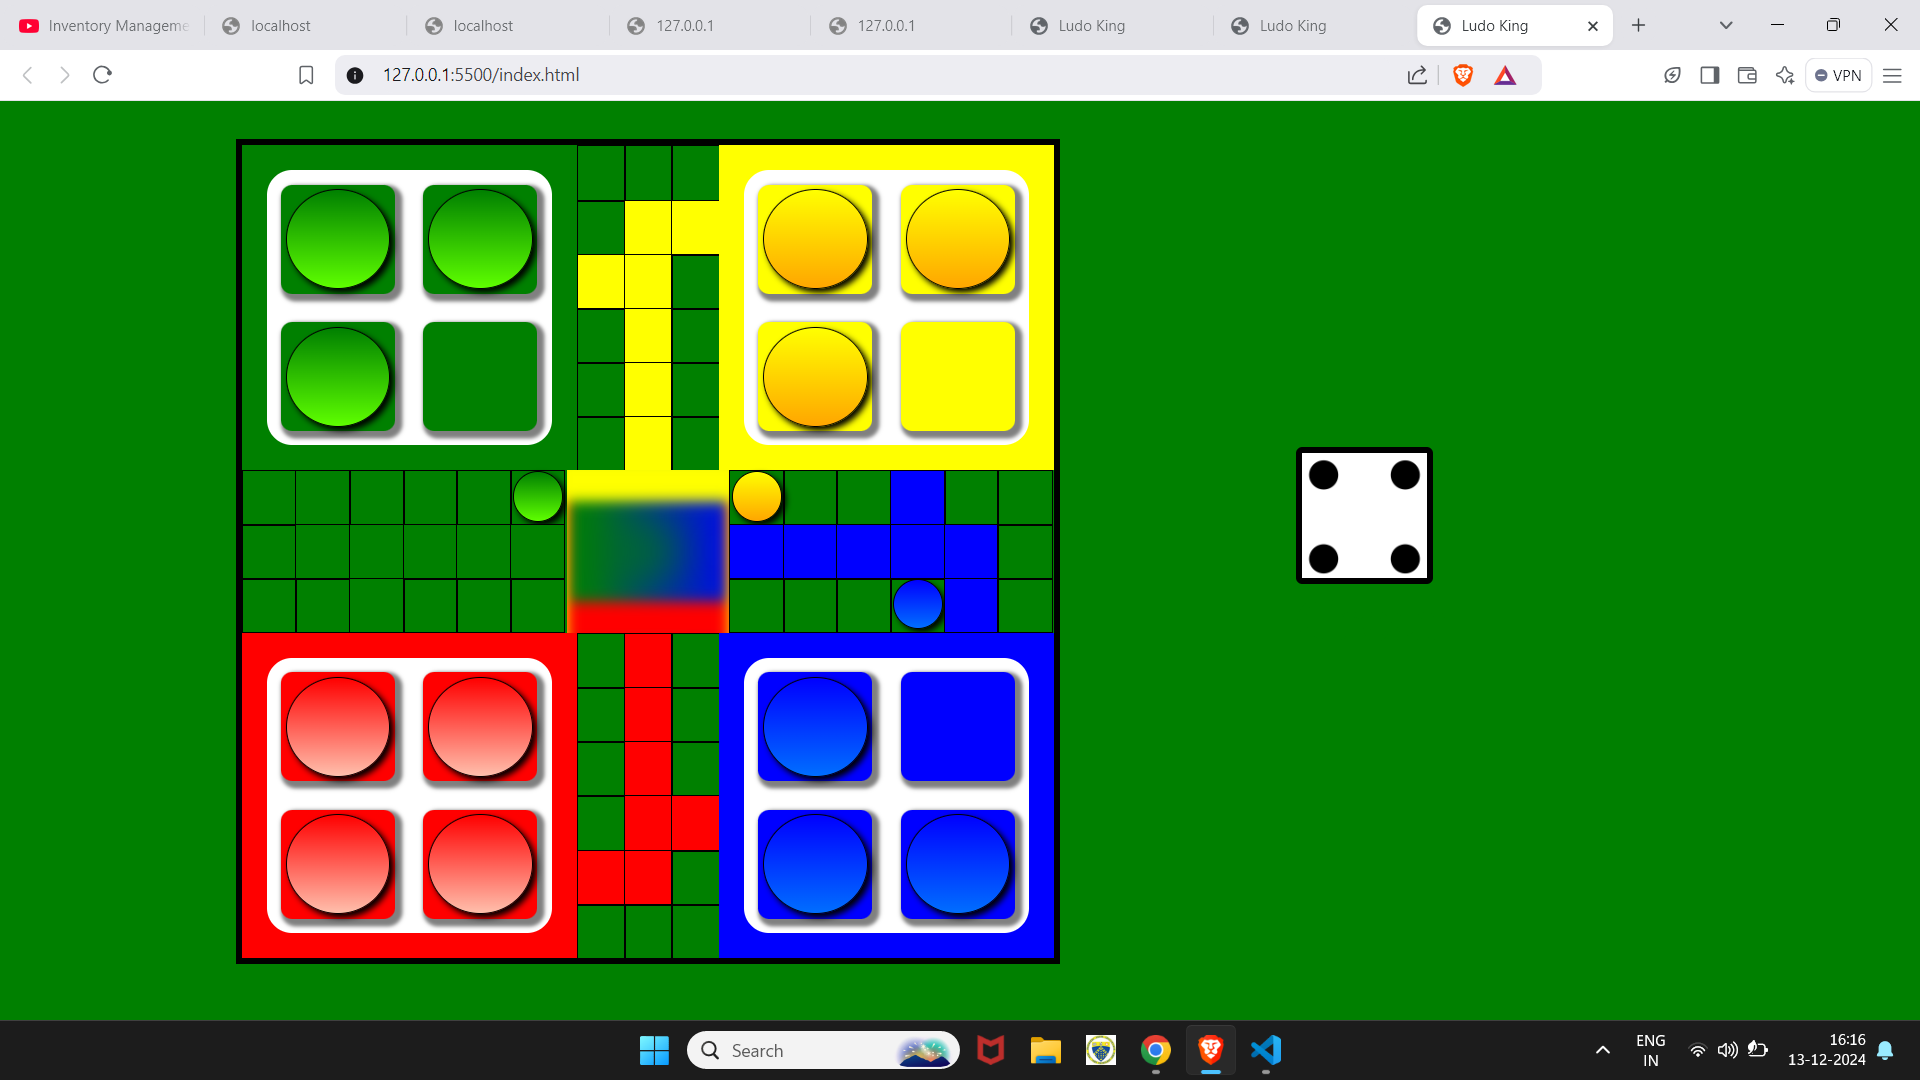 Inventory Manageme
localhost
localhost
127.0.0.1
127.0.0.1
Ludo King
Ludo King
Ludo King
127.0.0.1:5500/index.html
VPN
Search
ENG
IN
16:16
13-12-2024